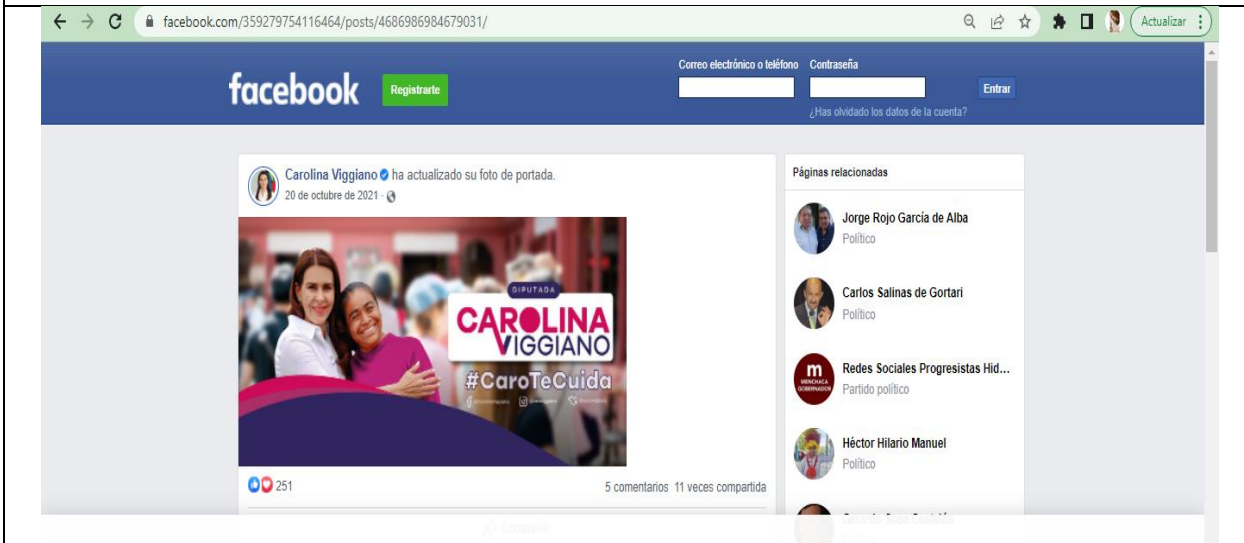 facebook.com/359279754116464/posts/4686986984679031/
Actualizar
facebook
Registrarte
Correo electrónico o teléfono
Contraseña
Entrar
¿Has olvidado los datos de la cuenta?
Carolina Viggiano ha actualizado su foto de portada.
20 de octubre de 2021
DIPUTADA
CAROLINA
VIGGIANO
#CaroTeCuida
251
5 comentarios 11 veces compartida
Compartir
Páginas relacionadas
Jorge Rojo García de Alba
Político
Carlos Salinas de Gortari
Político
m
MENCHACA
GOBERNADOR
Redes Sociales Progresistas Hid...
Partido político
Héctor Hilario Manuel
Político